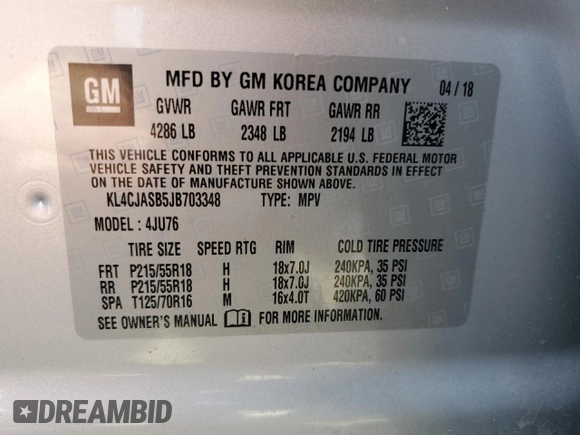 GM
MFD BY GM KOREA COMPANY 04 / 18
GVWR GAWR FRT GAWR RR
4286 LB 2348 LB 2194 LB
THIS VEHICLE CONFORMS TO ALL APPLICABLE U.S. FEDERAL MOTOR
VEHICLE SAFETY AND THEFT PREVENTION STANDARDS IN EFFECT
ON THE DATE OF MANUFACTURE SHOWN ABOVE.
KL4CJASB5JB703348 TYPE: MPV
MODEL : 4JU76
TIRE SIZE SPEED RTG RIM COLD TIRE PRESSURE
FRT P215/55R18 H 18x7.0J 240KPA, 35 PSI
RR P215/55R18 H 18x7.0J 240KPA, 35 PSI
SPA T125/70R16 M 16x4.0T 420KPA, 60 PSI
SEE OWNER'S MANUAL FOR MORE INFORMATION.
DREAMBID